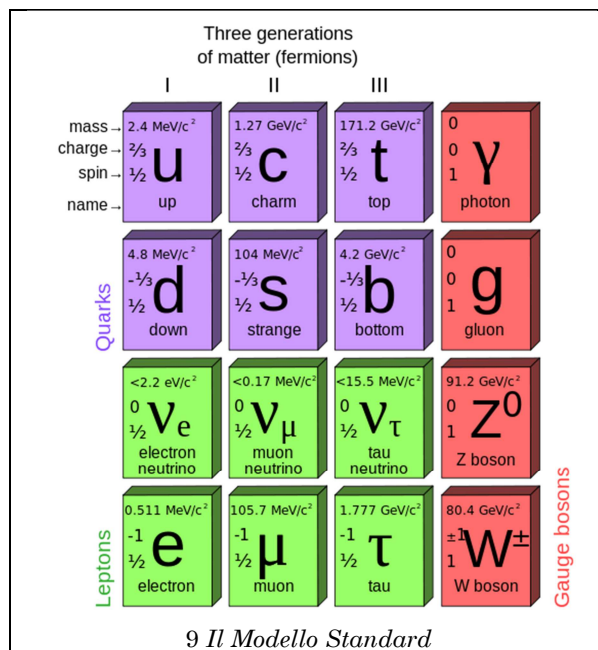 Three generations
of matter (fermions)
I II III
mass→ 2.4 MeV/c² 1.27 GeV/c² 171.2 GeV/c² 0
charge→ ⅔ ⅔ ⅔ 0
spin→ ½ u ½ c ½ t 1 γ
name→ up charm top photon
Quarks
4.8 MeV/c² 104 MeV/c² 4.2 GeV/c² 0
-⅓ -⅓ -⅓ 0
½ d ½ s ½ b 1 g
down strange bottom gluon
<2.2 eV/c² <0.17 MeV/c² <15.5 MeV/c² 91.2 GeV/c²
0 0 0 0
½ νe ½ νμ ½ ντ 1 Z⁰
electron muon tau Z boson
neutrino neutrino neutrino
Leptons
0.511 MeV/c² 105.7 MeV/c² 1.777 GeV/c² 80.4 GeV/c²
-1 -1 -1 ±1
½ e ½ μ ½ τ 1 W±
electron muon tau W boson
Gauge bosons
9 Il Modello Standard